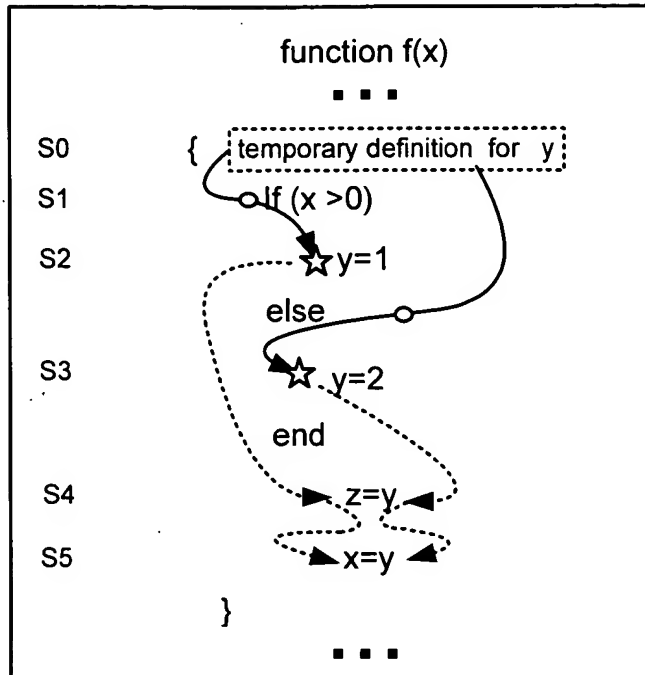 function f(x)
S0 { temporary definition for y
S1 If (x >0)
S2 y=1
else
S3 y=2
end
S4 z=y
S5 x=y
}